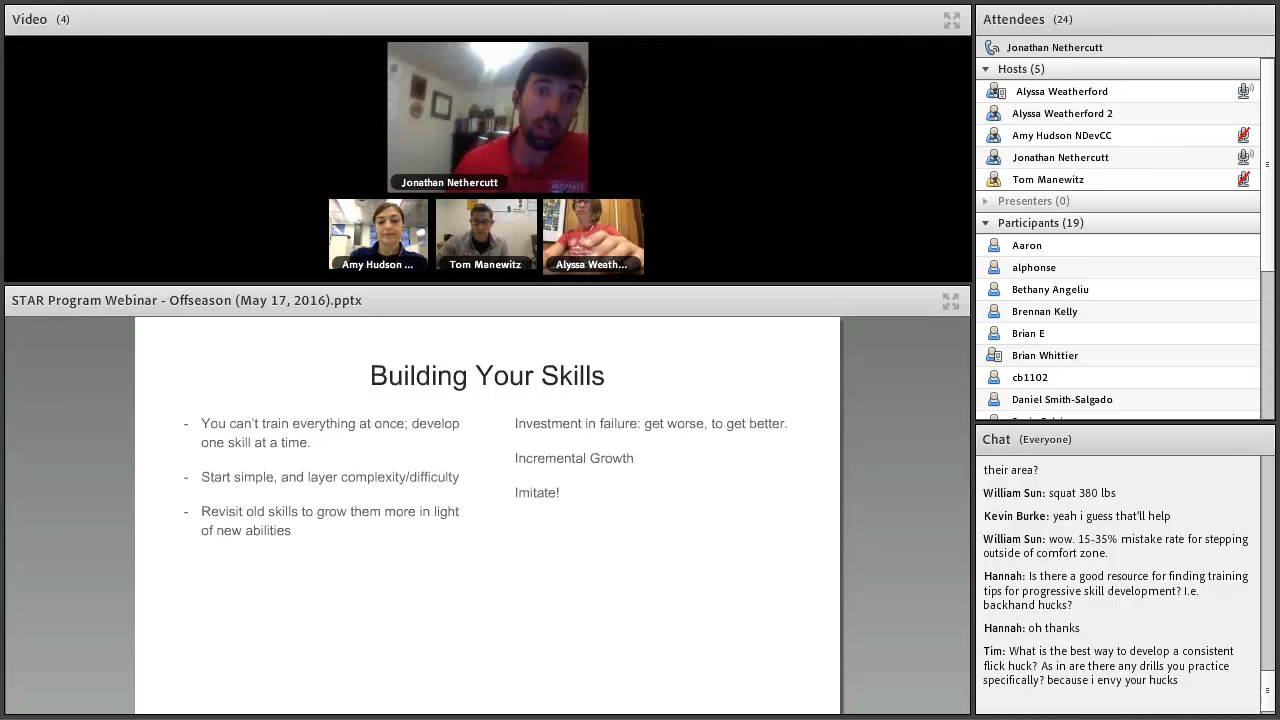 Video (4)
Jonathan Nethercutt
ULTIMATE
Amy Hudson ...
Tom Manewitz
Alyssa Weath...
STAR Program Webinar - Offseason (May 17, 2016).pptx
Building Your Skills
- You can't train everything at once; develop
one skill at a time.
- Start simple, and layer complexity/difficulty
- Revisit old skills to grow them more in light
of new abilities
Investment in failure: get worse, to get better.
Incremental Growth
Imitate!
Attendees (24)
Jonathan Nethercutt
Hosts (5)
Alyssa Weatherford
Alyssa Weatherford 2
Amy Hudson NDevCC
Jonathan Nethercutt
Tom Manewitz
Presenters (0)
Participants (19)
Aaron
alphonse
Bethany Angeliu
Brennan Kelly
Brian E
Brian Whittier
cb1102
Daniel Smith-Salgado
Chat (Everyone)
their area?
William Sun: squat 380 lbs
Kevin Burke: yeah i guess that'll help
William Sun: wow. 15-35% mistake rate for stepping
outside of comfort zone.
Hannah: Is there a good resource for finding training
tips for progressive skill development? I.e.
backhand hucks?
Hannah: oh thanks
Tim: What is the best way to develop a consistent
flick huck? As in are there any drills you practice
specifically? because i envy your hucks